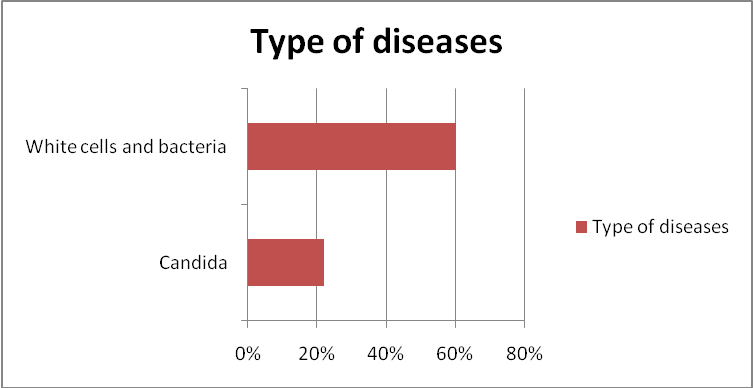 Type of diseases
White cells and bacteria
Type of diseases
Candida
0% 20% 40% 60% 80%